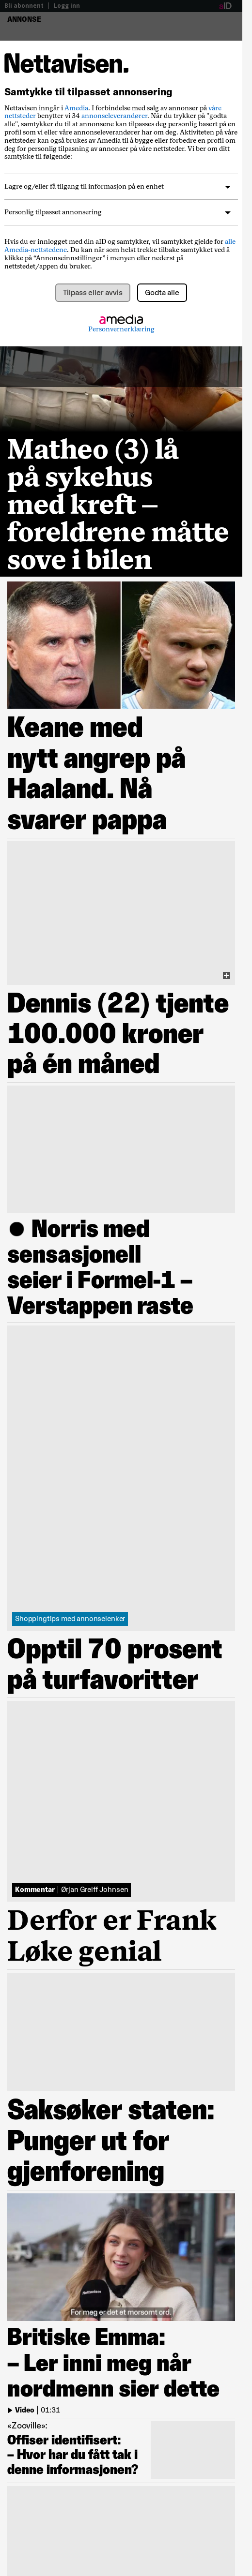 Bli abonnent | Logg inn
aID
ANNONSE
Nettavisen.
Samtykke til tilpasset annonsering
Nettavisen inngår i Amedia. I forbindelse med salg av annonser på våre
nettsteder benytter vi 34 annonseleverandører. Når du trykker på "godta
alle", samtykker du til at annonsene kan tilpasses deg personlig basert på en
profil som vi eller våre annonseleverandører har om deg. Aktiviteten på våre
nettsteder kan også brukes av Amedia til å bygge eller forbedre en profil om
deg for personlig tilpasning av annonser på våre nettsteder. Vi ber om ditt
samtykke til følgende:
Lagre og/eller få tilgang til informasjon på en enhet
Personlig tilpasset annonsering
Hvis du er innlogget med din aID og samtykker, vil samtykket gjelde for alle
Amedia-nettstedene. Du kan når som helst trekke tilbake samtykket ved å
klikke på “Annonseinnstillinger” i menyen eller nederst på
nettstedet/appen du bruker.
Tilpass eller avvis
Godta alle
amedia
Personvernerklæring
Matheo (3) lå
på sykehus
med kreft –
foreldrene måtte
sove i bilen
Keane med
nytt angrep på
Haaland. Nå
svarer pappa
Dennis (22) tjente
100.000 kroner
på én måned
● Norris med
sensasjonell
seier i Formel-1 –
Verstappen raste
Shoppingtips med annonselenker
Opptil 70 prosent
på turfavoritter
Kommentar | Ørjan Greiff Johnsen
Derfor er Frank
Løke genial
Saksøker staten:
Punger ut for
gjenforening
Nettavisen
For meg er det et morsomt ord.
Britiske Emma:
– Ler inni meg når
nordmenn sier dette
Video | 01:31
«Zooville»:
Offiser identifisert:
– Hvor har du fått tak i
denne informasjonen?